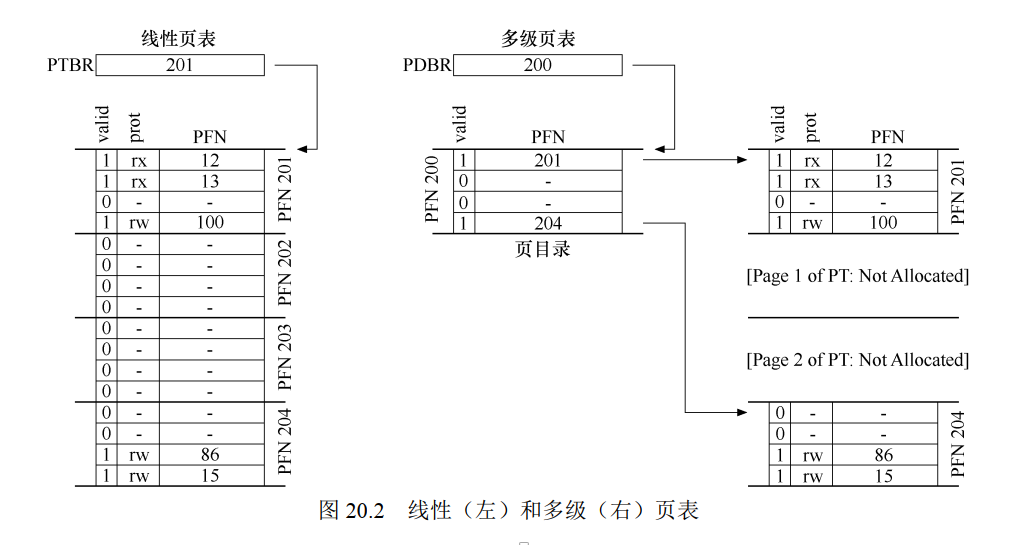 线性页表
PTBR 201
valid prot PFN
1 rx 12
1 rx 13
0 - -
1 rw 100
PFN 201
0 - -
0 - -
0 - -
0 - -
PFN 202
0 - -
0 - -
0 - -
0 - -
PFN 203
0 - -
0 - -
1 rw 86
1 rw 15
PFN 204
多级页表
PDBR 200
valid PFN
PFN 200
1 201
0 -
0 -
1 204
页目录
valid prot PFN
1 rx 12
1 rx 13
0 - -
1 rw 100
PFN 201
[Page 1 of PT: Not Allocated]
[Page 2 of PT: Not Allocated]
0 - -
0 - -
1 rw 86
1 rw 15
PFN 204
图 20.2 线性（左）和多级（右）页表